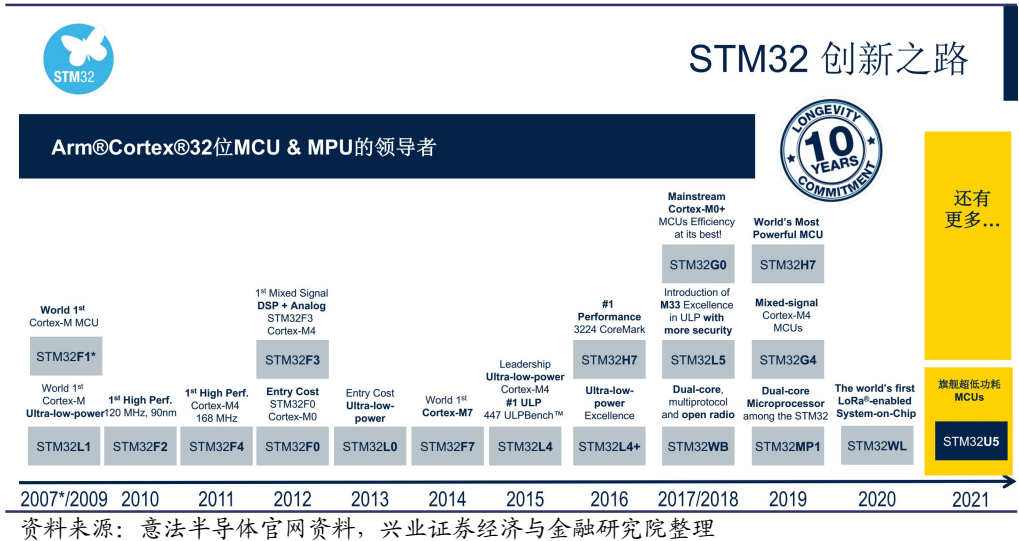 STM32
STM32 创新之路
Arm®Cortex®32位MCU & MPU的领导者
LONGEVITY
10
YEARS
COMMITMENT
World 1st
Cortex-M MCU
STM32F1*
World 1st
Cortex-M
Ultra-low-power
STM32L1
1st High Perf.
120 MHz, 90nm
STM32F2
1st High Perf.
Cortex-M4
168 MHz
STM32F4
1st Mixed Signal
DSP + Analog
STM32F3
Cortex-M4
STM32F3
Entry Cost
STM32F0
Cortex-M0
STM32F0
Entry Cost
Ultra-low-
power
STM32L0
World 1st
Cortex-M7
STM32F7
Leadership
Ultra-low-power
Cortex-M4
#1 ULP
447 ULPBench™
STM32L4
#1
Performance
3224 CoreMark
STM32H7
Ultra-low-
power
Excellence
STM32L4+
Mainstream
Cortex-M0+
MCUs Efficiency
at its best!
STM32G0
Introduction of
M33 Excellence
in ULP with
more security
STM32L5
Dual-core,
multiprotocol
and open radio
STM32WB
World's Most
Powerful MCU
STM32H7
Mixed-signal
Cortex-M4
MCUs
STM32G4
Dual-core
Microprocessor
among the STM32
STM32MP1
The world's first
LoRa®-enabled
System-on-Chip
STM32WL
还有
更多…
旗舰超低功耗
MCUs
STM32U5
2007*/2009 2010 2011 2012 2013 2014 2015 2016 2017/2018 2019 2020 2021
资料来源：意法半导体官网资料，兴业证券经济与金融研究院整理